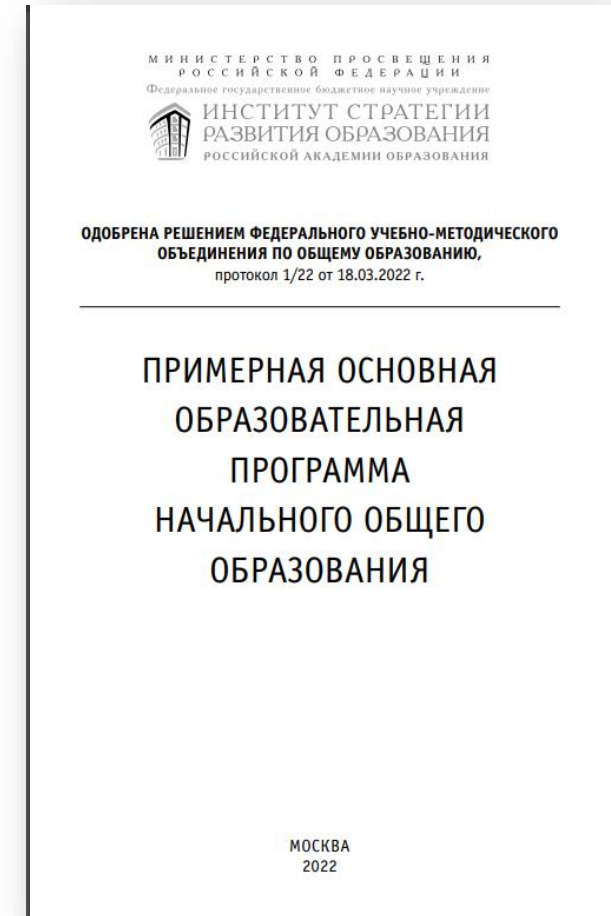 МИНИСТЕРСТВО ПРОСВЕЩЕНИЯ
РОССИЙСКОЙ ФЕДЕРАЦИИ
Федеральное государственное бюджетное научное учреждение
ИНСТИТУТ СТРАТЕГИИ
РАЗВИТИЯ ОБРАЗОВАНИЯ
РОССИЙСКОЙ АКАДЕМИИ ОБРАЗОВАНИЯ
ОДОБРЕНА РЕШЕНИЕМ ФЕДЕРАЛЬНОГО УЧЕБНО-МЕТОДИЧЕСКОГО
ОБЪЕДИНЕНИЯ ПО ОБЩЕМУ ОБРАЗОВАНИЮ,
протокол 1/22 от 18.03.2022 г.
ПРИМЕРНАЯ ОСНОВНАЯ
ОБРАЗОВАТЕЛЬНАЯ
ПРОГРАММА
НАЧАЛЬНОГО ОБЩЕГО
ОБРАЗОВАНИЯ
МОСКВА
2022